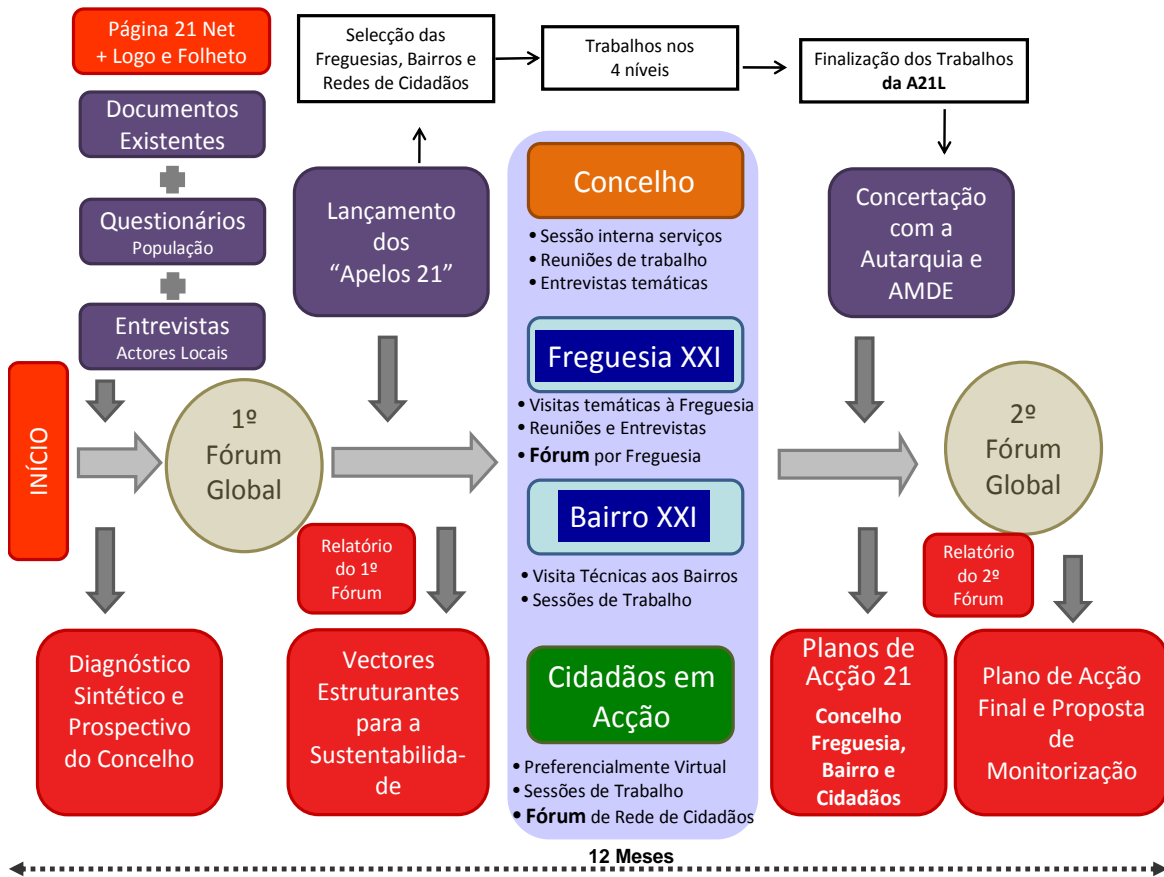 Página 21 Net
+ Logo e Folheto
Documentos
Existentes
Questionários
População
Entrevistas
Actores Locais
INÍCIO
1º
Fórum
Global
Diagnóstico
Sintético e
Prospectivo
do Concelho
Selecção das
Freguesias, Bairros e
Redes de Cidadãos
Lançamento
dos
“Apelos 21”
Relatório
do 1º
Fórum
Vectores
Estruturantes
para a
Sustentabilida-
de
Trabalhos nos
4 níveis
Concelho
• Sessão interna serviços
• Reuniões de trabalho
• Entrevistas temáticas
Freguesia XXI
• Visitas temáticas à Freguesia
• Reuniões e Entrevistas
• Fórum por Freguesia
Bairro XXI
• Visita Técnicas aos Bairros
• Sessões de Trabalho
Cidadãos em
Acção
• Preferencialmente Virtual
• Sessões de Trabalho
• Fórum de Rede de Cidadãos
Finalização dos Trabalhos
da A21L
Concertação
com a
Autarquia e
AMDE
2º
Fórum
Global
Relatório
do 2º
Fórum
Planos de
Acção 21
Concelho
Freguesia,
Bairro e
Cidadãos
Plano de Acção
Final e Proposta
de
Monitorização
12 Meses